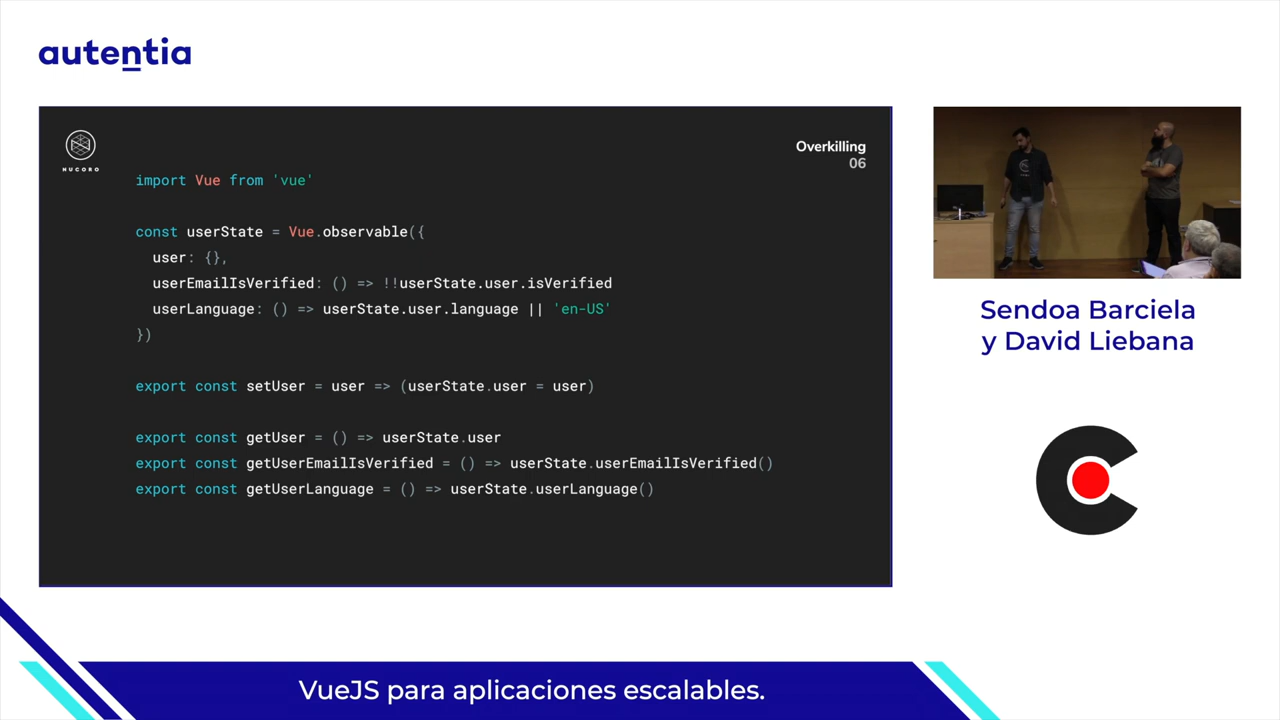 autentia
NUCORO
Overkilling
06
import Vue from 'vue'
const userState = Vue.observable({
user: {},
userEmailIsVerified: () => !!userState.user.isVerified
userLanguage: () => userState.user.language || 'en-US'
})
export const setUser = user => (userState.user = user)
export const getUser = () => userState.user
export const getUserEmailIsVerified = () => userState.userEmailIsVerified()
export const getUserLanguage = () => userState.userLanguage()
Sendoa Barciela
y David Liebana
VueJS para aplicaciones escalables.